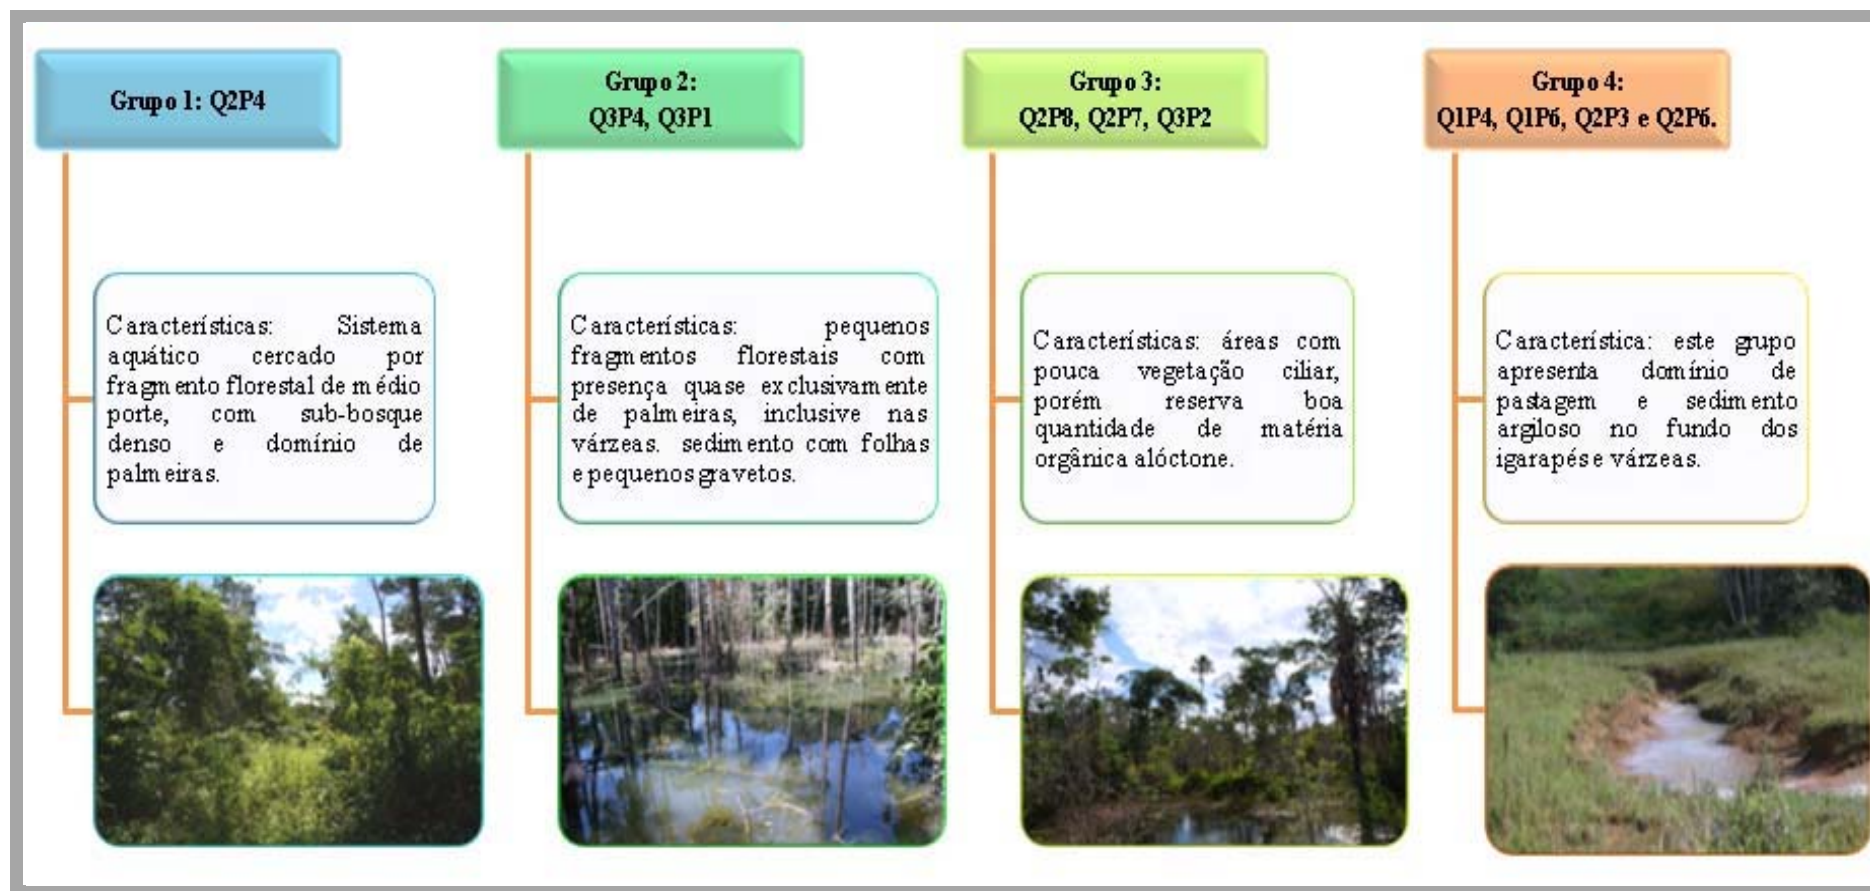 Grupo 1: Q2P4
Características: Sistema
aquático cercado por
fragmento florestal de médio
porte, com sub-bosque
denso e domínio de
palmeiras.
Grupo 2:
Q3P4, Q3P1
Características: pequenos
fragmentos florestais com
presença quase exclusivamente
de palmeiras, inclusive nas
várzeas. sedimento com folhas
e pequenos gravetos.
Grupo 3:
Q2P8, Q2P7, Q3P2
Características: áreas com
pouca vegetação ciliar,
porém reserva boa
quantidade de matéria
orgânica alóctone.
Grupo 4:
Q1P4, Q1P6, Q2P3 e Q2P6.
Característica: este grupo
apresenta domínio de
pastagem e sedimento
argiloso no fundo dos
igarapés e várzeas.